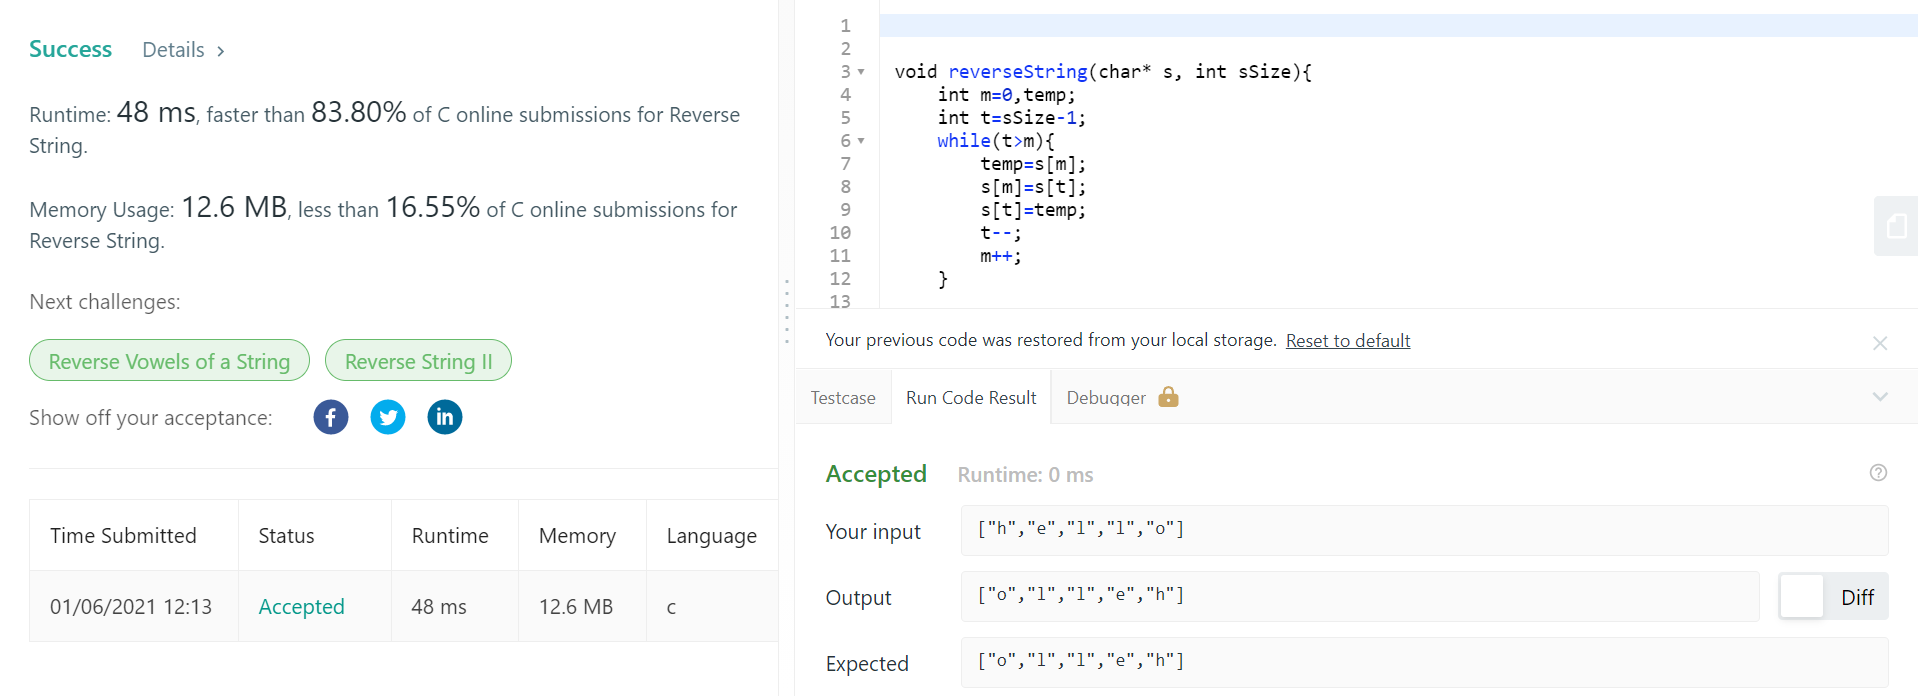 Success Details >
Runtime: 48 ms, faster than 83.80% of C online submissions for Reverse
String.
Memory Usage: 12.6 MB, less than 16.55% of C online submissions for
Reverse String.
Next challenges:
Reverse Vowels of a String Reverse String II
Show off your acceptance: f in
Time Submitted Status Runtime Memory Language
01/06/2021 12:13 Accepted 48 ms 12.6 MB c
1
2
3 void reverseString(char* s, int sSize){
4 int m=0,temp;
5 int t=sSize-1;
6 while(t>m){
7 temp=s[m];
8 s[m]=s[t];
9 s[t]=temp;
10 t--;
11 m++;
12 }
13
Your previous code was restored from your local storage. Reset to default
Testcase Run Code Result Debugger
Accepted Runtime: 0 ms ?
Your input ["h","e","l","l","o"]
Output ["o","l","l","e","h"] Diff
Expected ["o","l","l","e","h"]